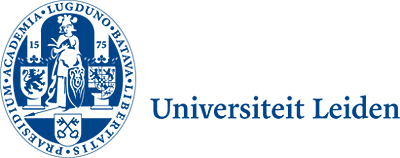 ACADEMIA·LUGDUNO·BATAVA·LIBERTATIS·PRAESIDIUM·
15 75
Universiteit Leiden